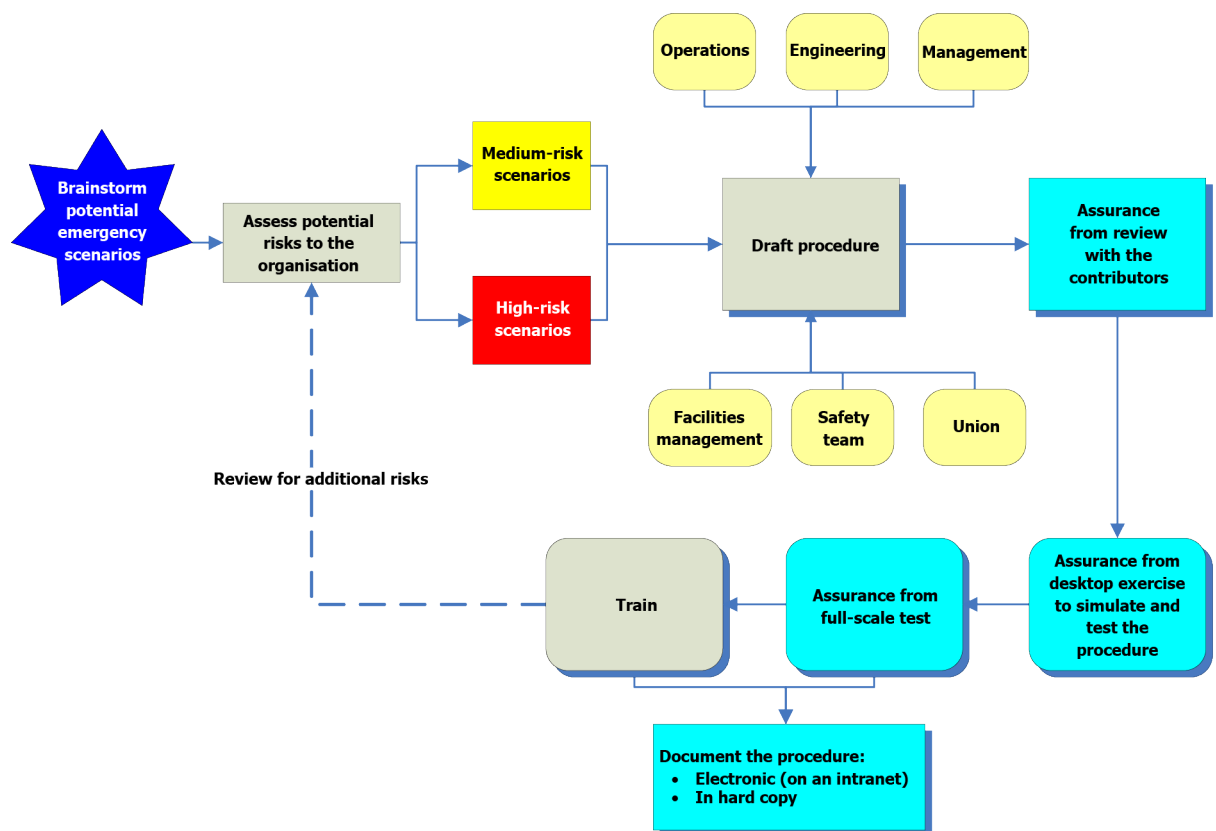 Operations
Engineering
Management
Brainstorm
potential
emergency
scenarios
Assess potential
risks to the
organisation
Medium-risk
scenarios
High-risk
scenarios
Draft procedure
Assurance
from review
with the
contributors
Facilities
management
Safety
team
Union
Review for additional risks
Train
Assurance from
full-scale test
Assurance from
desktop exercise
to simulate and
test the
procedure
Document the procedure:
• Electronic (on an intranet)
• In hard copy